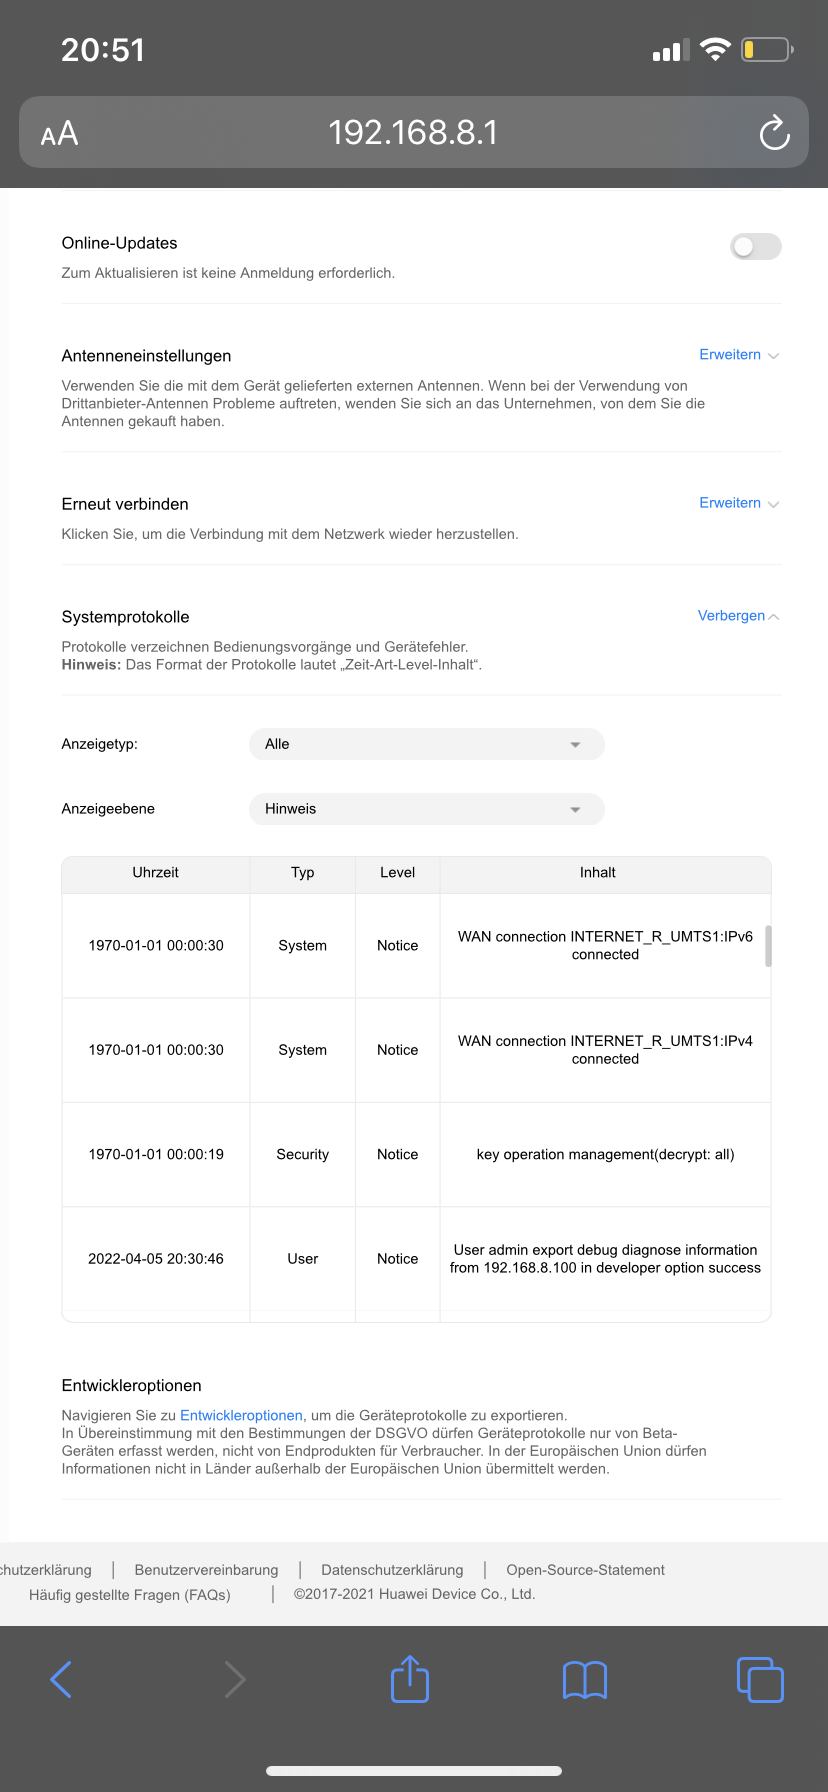 20:51
AA
192.168.8.1
Online-Updates
Zum Aktualisieren ist keine Anmeldung erforderlich.
Antenneneinstellungen
Erweitern
Verwenden Sie die mit dem Gerät gelieferten externen Antennen. Wenn bei der Verwendung von
Drittanbieter-Antennen Probleme auftreten, wenden Sie sich an das Unternehmen, von dem Sie die
Antennen gekauft haben.
Erneut verbinden
Erweitern
Klicken Sie, um die Verbindung mit dem Netzwerk wieder herzustellen.
Systemprotokolle
Verbergen
Protokolle verzeichnen Bedienungsvorgänge und Gerätefehler.
Hinweis: Das Format der Protokolle lautet „Zeit-Art-Level-Inhalt“.
Anzeigetyp:
Alle
Anzeigeebene
Hinweis
Uhrzeit Typ Level Inhalt
1970-01-01 00:00:30 System Notice WAN connection INTERNET_R_UMTS1:IPv6
connected
1970-01-01 00:00:30 System Notice WAN connection INTERNET_R_UMTS1:IPv4
connected
1970-01-01 00:00:19 Security Notice key operation management(decrypt: all)
2022-04-05 20:30:46 User Notice User admin export debug diagnose information
from 192.168.8.100 in developer option success
Entwickleroptionen
Navigieren Sie zu Entwickleroptionen, um die Geräteprotokolle zu exportieren.
In Übereinstimmung mit den Bestimmungen der DSGVO dürfen Geräteprotokolle nur von Beta-
Geräten erfasst werden, nicht von Endprodukten für Verbraucher. In der Europäischen Union dürfen
Informationen nicht in Länder außerhalb der Europäischen Union übermittelt werden.
chutzerklärung | Benutzervereinbarung | Datenschutzerklärung | Open-Source-Statement
Häufig gestellte Fragen (FAQs) | ©2017-2021 Huawei Device Co., Ltd.